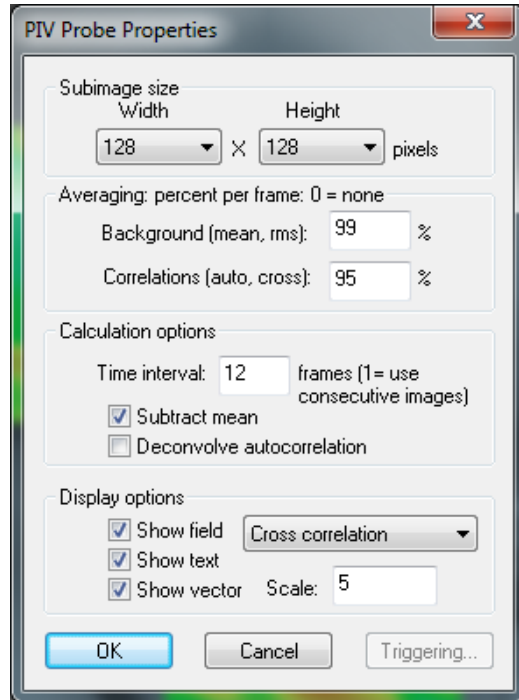 PIV Probe Properties
Subimage size
Width Height
128 X 128 pixels
Averaging: percent per frame: 0 = none
Background (mean, rms): 99 %
Correlations (auto, cross): 95 %
Calculation options
Time interval: 12 frames (1= use
consecutive images)
Subtract mean
Deconvolve autocorrelation
Display options
Show field Cross correlation
Show text
Show vector Scale: 5
OK Cancel Triggering...